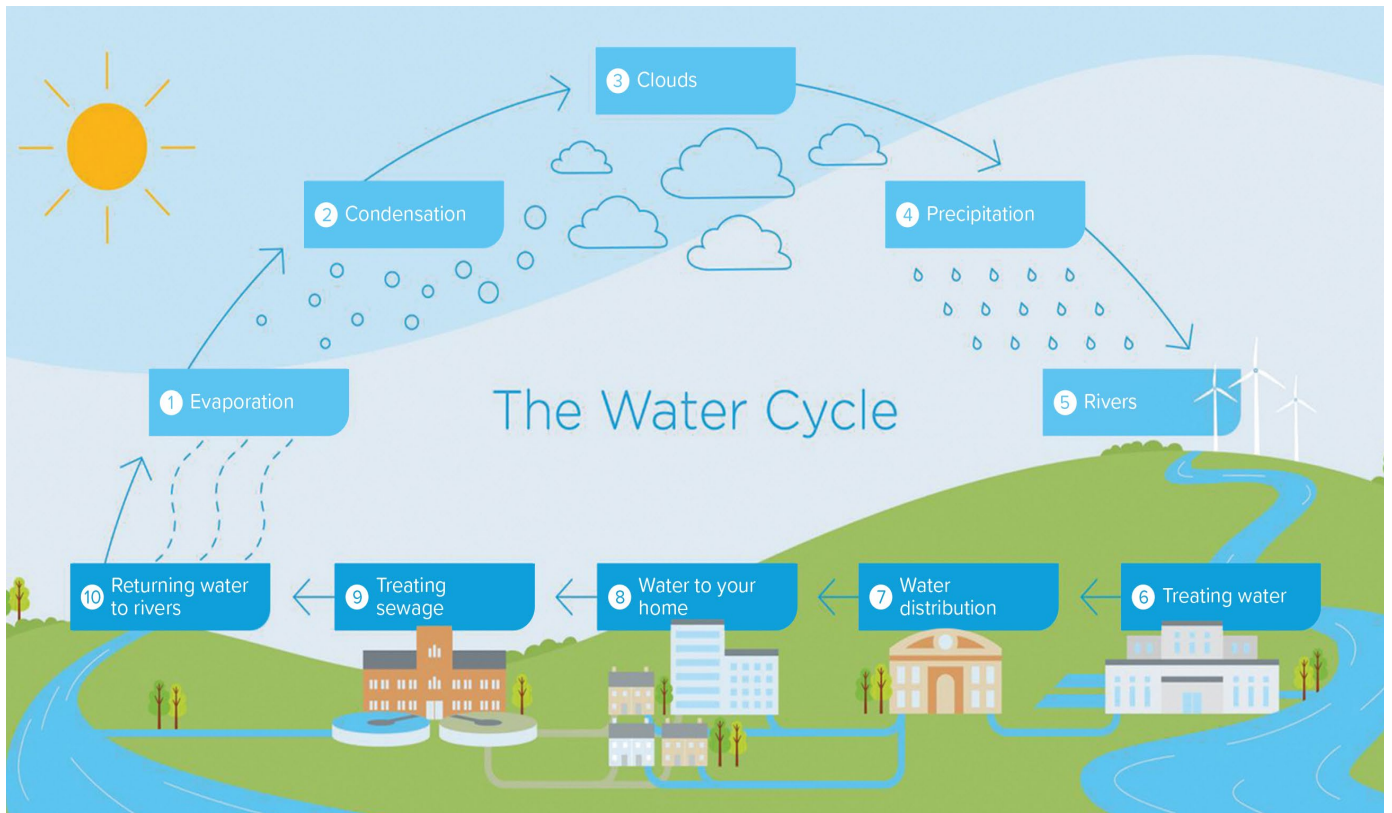 3 Clouds
2 Condensation
4 Precipitation
1 Evaporation
The Water Cycle
5 Rivers
10 Returning water
to rivers
9 Treating
sewage
8 Water to your
home
7 Water
distribution
6 Treating water